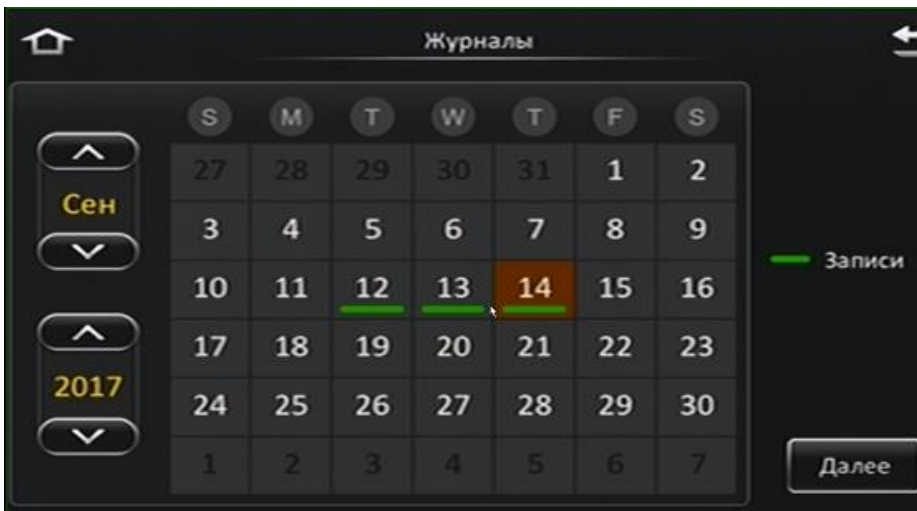 Журналы
S M T W T F S
27 28 29 30 31 1 2
Сен
3 4 5 6 7 8 9
Записи
10 11 12 13 14 15 16
17 18 19 20 21 22 23
2017
24 25 26 27 28 29 30
1 2 3 4 5 6 7
Далее